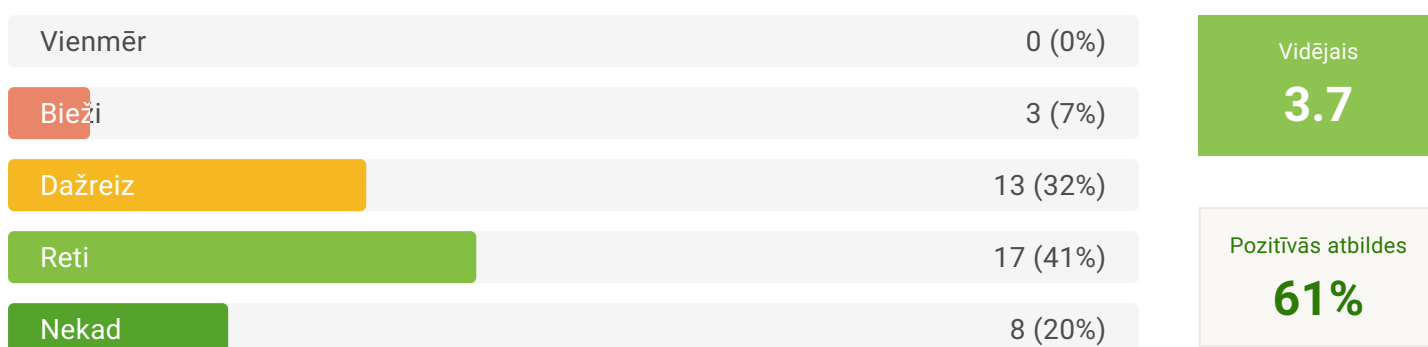 Vienmēr 0 (0%)
Bieži 3 (7%)
Dažreiz 13 (32%)
Reti 17 (41%)
Nekad 8 (20%)
Vidējais
3.7
Pozitīvās atbildes
61%